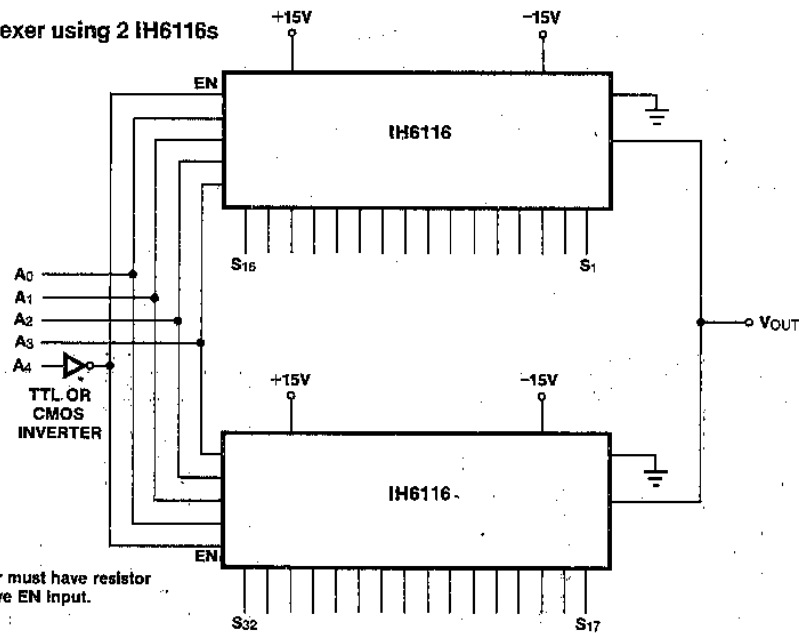 exer using 2 IH6116s
+15V
–15V
EN
IH6116
S16
S1
A0
A1
A2
A3
A4
TTL OR
CMOS
INVERTER
VOUT
+15V
–15V
IH6116
EN
must have resistor
EN input.
S32
S17